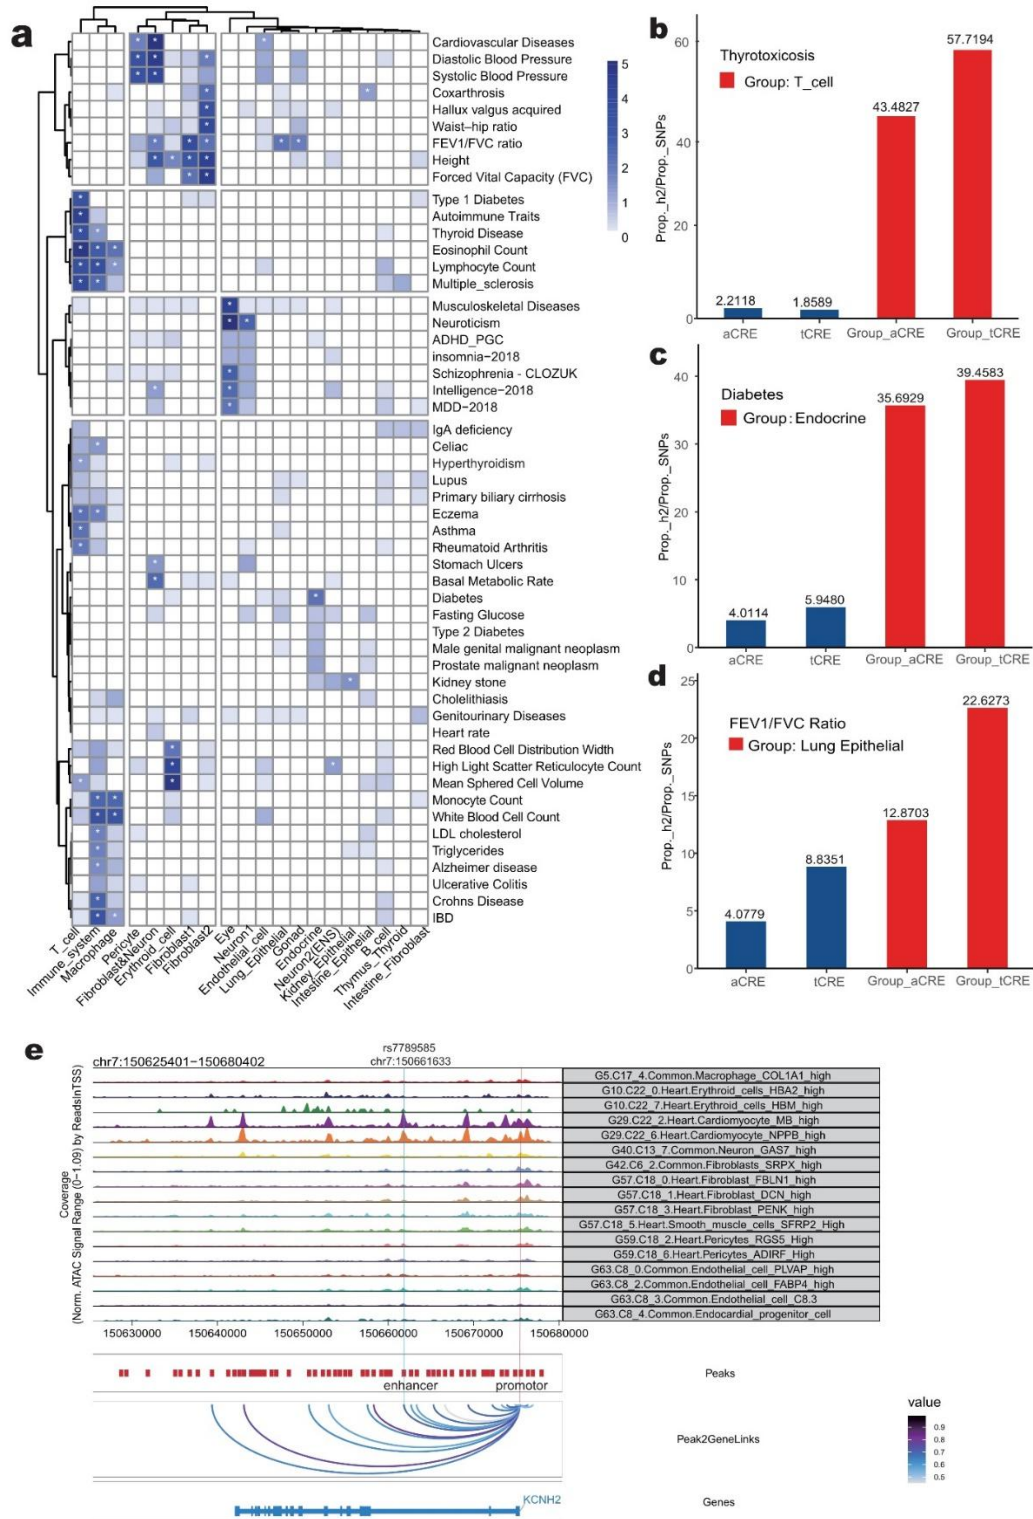 a
Cardiovascular Diseases
Diastolic Blood Pressure
Systolic Blood Pressure
Coxarthrosis
Hallux valgus acquired
Waist–hip ratio
FEV1/FVC ratio
Height
Forced Vital Capacity (FVC)
Type 1 Diabetes
Autoimmune Traits
Thyroid Disease
Eosinophil Count
Lymphocyte Count
Multiple_sclerosis
Musculoskeletal Diseases
Neuroticism
ADHD_PGC
insomnia−2018
Schizophrenia - CLOZUK
Intelligence−2018
MDD−2018
IgA deficiency
Celiac
Hyperthyroidism
Lupus
Primary biliary cirrhosis
Eczema
Asthma
Rheumatoid Arthritis
Stomach Ulcers
Basal Metabolic Rate
Diabetes
Fasting Glucose
Type 2 Diabetes
Male genital malignant neoplasm
Prostate malignant neoplasm
Kidney stone
Cholelithiasis
Genitourinary Diseases
Heart rate
Red Blood Cell Distribution Width
High Light Scatter Reticulocyte Count
Mean Sphered Cell Volume
Monocyte Count
White Blood Cell Count
LDL cholesterol
Triglycerides
Alzheimer disease
Ulcerative Colitis
Crohns Disease
IBD
5
4
3
2
1
0
T_cell
Immune_system
Macrophage
Pericyte
Fibroblast&Neuron
Erythroid_cell
Fibroblast1
Fibroblast2
Eye
Neuron1
Endothelial_cell
Lung_Epithelial
Gonad
Endocrine
Neuron2(ENS)
Kidney_Epithelial
Intestine_Epithelial
B_cell
Thymus_Thyroid
Intestine_Fibroblast
b
Thyrotoxicosis
Group: T_cell
Prop._h2/Prop._SNPs
60
40
20
0
2.2118
1.8589
43.4827
57.7194
aCRE
tCRE
Group_aCRE
Group_tCRE
c
Diabetes
Group: Endocrine
Prop._h2/Prop._SNPs
40
30
20
10
0
4.0114
5.9480
35.6929
39.4583
aCRE
tCRE
Group_aCRE
Group_tCRE
d
FEV1/FVC Ratio
Group: Lung Epithelial
Prop._h2/Prop._SNPs
25
20
15
10
5
0
4.0779
8.8351
12.8703
22.6273
aCRE
tCRE
Group_aCRE
Group_tCRE
e
chr7:150625401−150680402
rs7789585
chr7:150661633
Coverage
(Norm. ATAC Signal Range (0−1.09) by ReadsInTSS)
G5.C17_4.Common.Macrophage_COL1A1_high
G10.C22_0.Heart.Erythroid_cells_HBA2_high
G10.C22_7.Heart.Erythroid_cells_HBM_high
G29.C22_2.Heart.Cardiomyocyte_MB_high
G29.C22_6.Heart.Cardiomyocyte_NPPB_high
G40.C13_7.Common.Neuron_GAS7_high
G42.C6_2.Common.Fibroblasts_SRPX_high
G57.C18_0.Heart.Fibroblast_FBLN1_high
G57.C18_1.Heart.Fibroblast_DCN_high
G57.C18_3.Heart.Fibroblast_PENK_high
G57.C18_5.Heart.Smooth_muscle_cells_SFRP2_High
G59.C18_2.Heart.Pericytes_RGS5_High
G59.C18_6.Heart.Pericytes_ADIRF_High
G63.C8_0.Common.Endothelial_cell_PLVAP_high
G63.C8_2.Common.Endothelial_cell_FABP4_high
G63.C8_3.Common.Endothelial_cell_C8.3
G63.C8_4.Common.Endocardial_progenitor_cell
150630000
150640000
150650000
150660000
150670000
150680000
enhancer
promotor
Peaks
Peak2GeneLinks
value
0.9
0.8
0.7
0.6
0.5
KCNH2
Genes